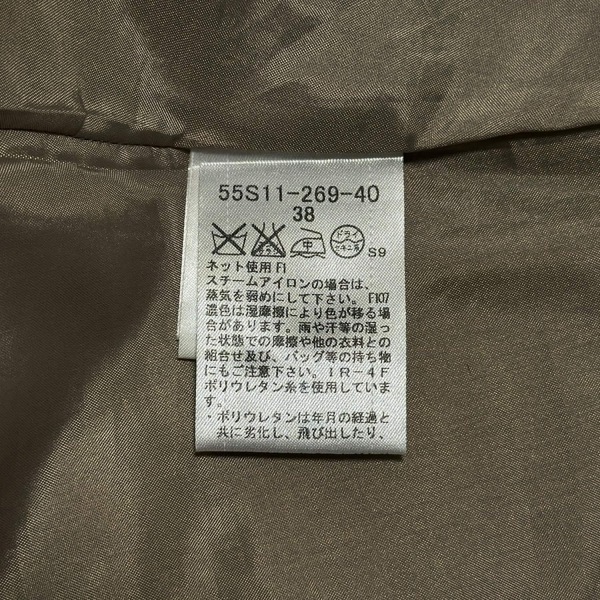 55S11-269-40
38
エンソサラシ 中 ドライ セキユ系 S9
ネット使用 F1
スチームアイロンの場合は、
蒸気を弱めにして下さい。F107
濃色は湿摩擦により色が移る場
合があります。雨や汗等の湿っ
た状態での摩擦や他の衣料との
組合せ及び、バッグ等の持ち物
にもご注意下さい。IR-4F
ポリウレタン糸を使用していま
す。
・ポリウレタンは年月の経過と
共に劣化し、飛び出したり、